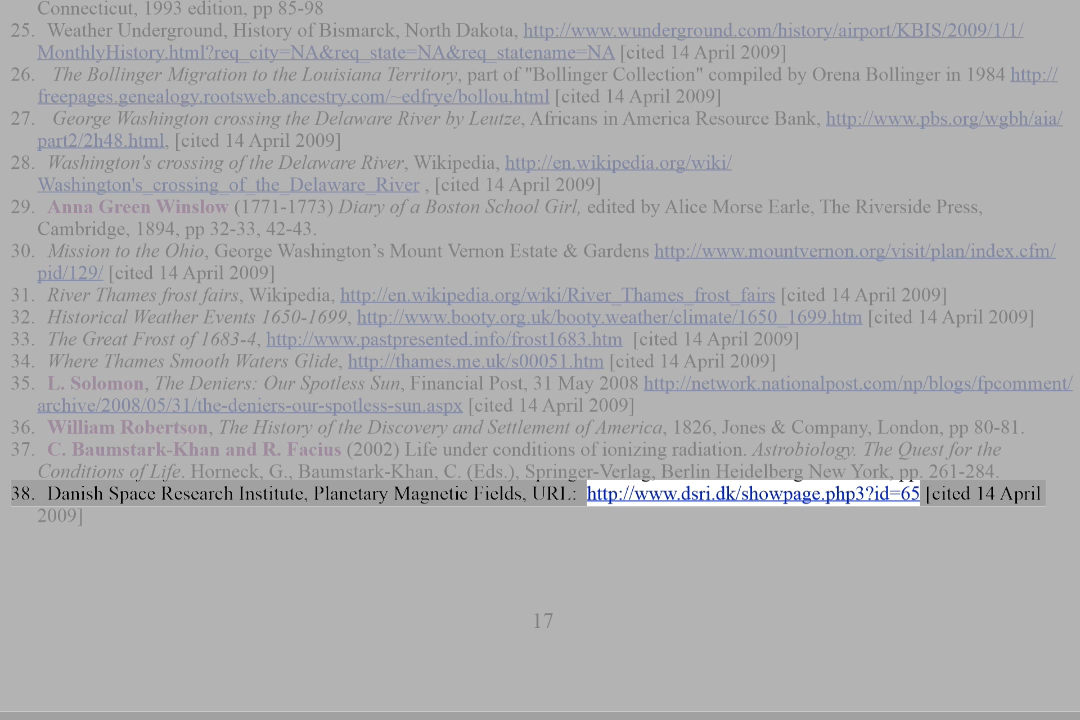 Connecticut, 1993 edition, pp 85-98
25. Weather Underground, History of Bismarck, North Dakota, http://www.wunderground.com/history/airport/KBIS/2009/1/1/
MonthlyHistory.html?req_city=NA&req_state=NA&req_statename=NA [cited 14 April 2009]
26. The Bollinger Migration to the Louisiana Territory, part of "Bollinger Collection" compiled by Orena Bollinger in 1984 http://
freepages.genealogy.rootsweb.ancestry.com/~edfrye/bollou.html [cited 14 April 2009]
27. George Washington crossing the Delaware River by Leutze, Africans in America Resource Bank, http://www.pbs.org/wgbh/aia/
part2/2h48.html, [cited 14 April 2009]
28. Washington's crossing of the Delaware River, Wikipedia, http://en.wikipedia.org/wiki/
Washington's_crossing_of_the_Delaware_River , [cited 14 April 2009]
29. Anna Green Winslow (1771-1773) Diary of a Boston School Girl, edited by Alice Morse Earle, The Riverside Press,
Cambridge, 1894, pp 32-33, 42-43.
30. Mission to the Ohio, George Washington’s Mount Vernon Estate & Gardens http://www.mountvernon.org/visit/plan/index.cfm/
pid/129/ [cited 14 April 2009]
31. River Thames frost fairs, Wikipedia, http://en.wikipedia.org/wiki/River_Thames_frost_fairs [cited 14 April 2009]
32. Historical Weather Events 1650-1699, http://www.booty.org.uk/booty.weather/climate/1650_1699.htm [cited 14 April 2009]
33. The Great Frost of 1683-4, http://www.pastpresented.info/frost1683.htm [cited 14 April 2009]
34. Where Thames Smooth Waters Glide, http://thames.me.uk/s00051.htm [cited 14 April 2009]
35. L. Solomon, The Deniers: Our Spotless Sun, Financial Post, 31 May 2008 http://network.nationalpost.com/np/blogs/fpcomment/
archive/2008/05/31/the-deniers-our-spotless-sun.aspx [cited 14 April 2009]
36. William Robertson, The History of the Discovery and Settlement of America, 1826, Jones & Company, London, pp 80-81.
37. C. Baumstark-Khan and R. Facius (2002) Life under conditions of ionizing radiation. Astrobiology. The Quest for the
Conditions of Life. Horneck, G., Baumstark-Khan, C. (Eds.), Springer-Verlag, Berlin Heidelberg New York, pp. 261-284.
38. Danish Space Research Institute, Planetary Magnetic Fields, URL: http://www.dsri.dk/showpage.php3?id=65 [cited 14 April
2009]
17